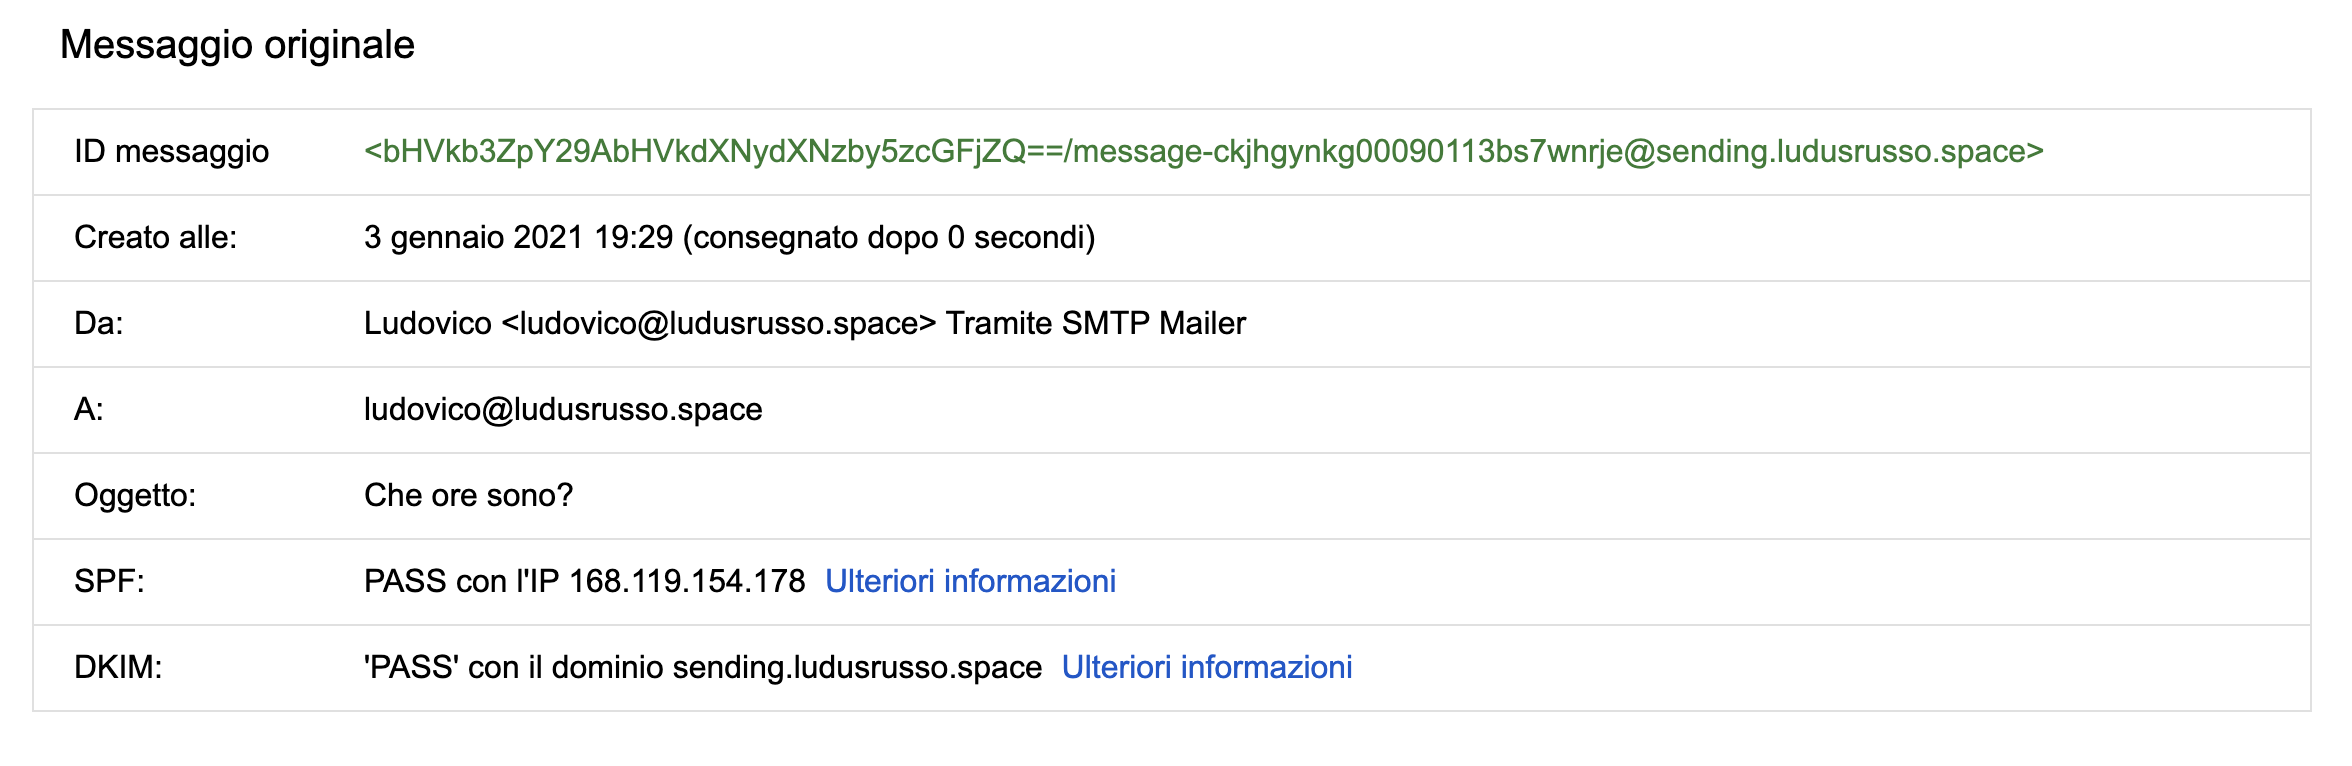 Messaggio originale
ID messaggio <bHVkb3ZpY29AbHVkdXNydXNzby5zcGFjZQ==/message-ckjhgynkg00090113bs7wnrje@sending.ludusrusso.space>
Creato alle: 3 gennaio 2021 19:29 (consegnato dopo 0 secondi)
Da: Ludovico <ludovico@ludusrusso.space> Tramite SMTP Mailer
A: ludovico@ludusrusso.space
Oggetto: Che ore sono?
SPF: PASS con l'IP 168.119.154.178 Ulteriori informazioni
DKIM: 'PASS' con il dominio sending.ludusrusso.space Ulteriori informazioni